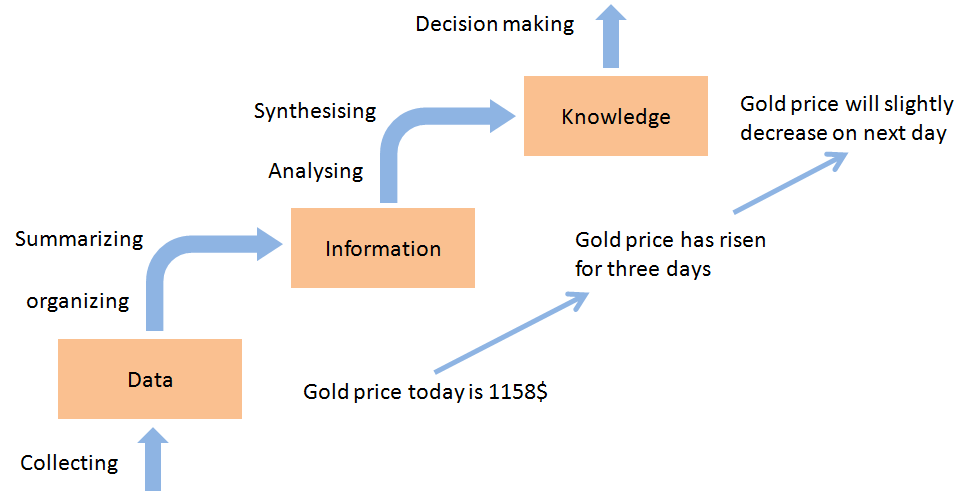 Decision making
Knowledge
Gold price will slightly
decrease on next day
Synthesising
Analysing
Summarizing
Information
Gold price has risen
for three days
organizing
Data
Gold price today is 1158$
Collecting